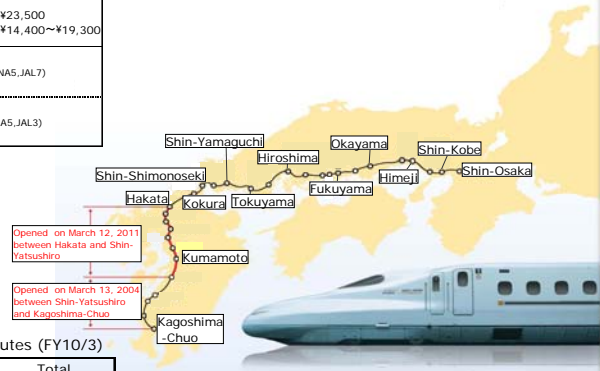 ¥23,500
¥14,400〜¥19,300
NA5,JAL7)
A5,JAL3)
Shin-Yamaguchi
Okayama
Hiroshima
Shin-Kobe
Shin-Shimonoseki
Himeji
Shin-Osaka
Fukuyama
Hakata
Kokura
Tokuyama
Opened on March 12, 2011
between Hakata and Shin-
Yatsushiro
Kumamoto
Opened on March 13, 2004
between Shin-Yatsushiro
and Kagoshima-Chuo
Kagoshima
-Chuo
utes (FY10/3)
Total